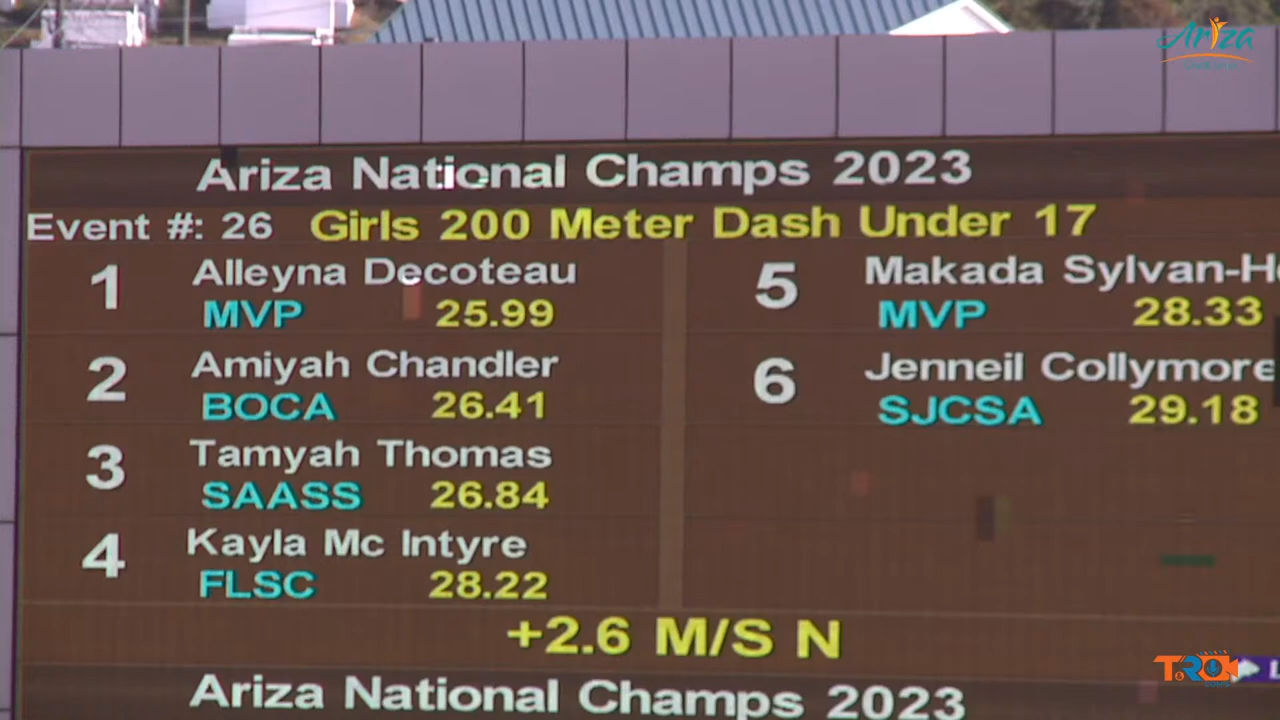 Ariza
Ariza National Champs 2023
Event #: 26 Girls 200 Meter Dash Under 17
1 Alleyna Decoteau
MVP 25.99
2 Amiyah Chandler
BOCA 26.41
3 Tamyah Thomas
SAASS 26.84
4 Kayla Mc Intyre
FLSC 28.22
5 Makada Sylvan-H
MVP 28.33
6 Jenneil Collymore
SJCSA 29.18
+2.6 M/S N
Ariza National Champs 2023